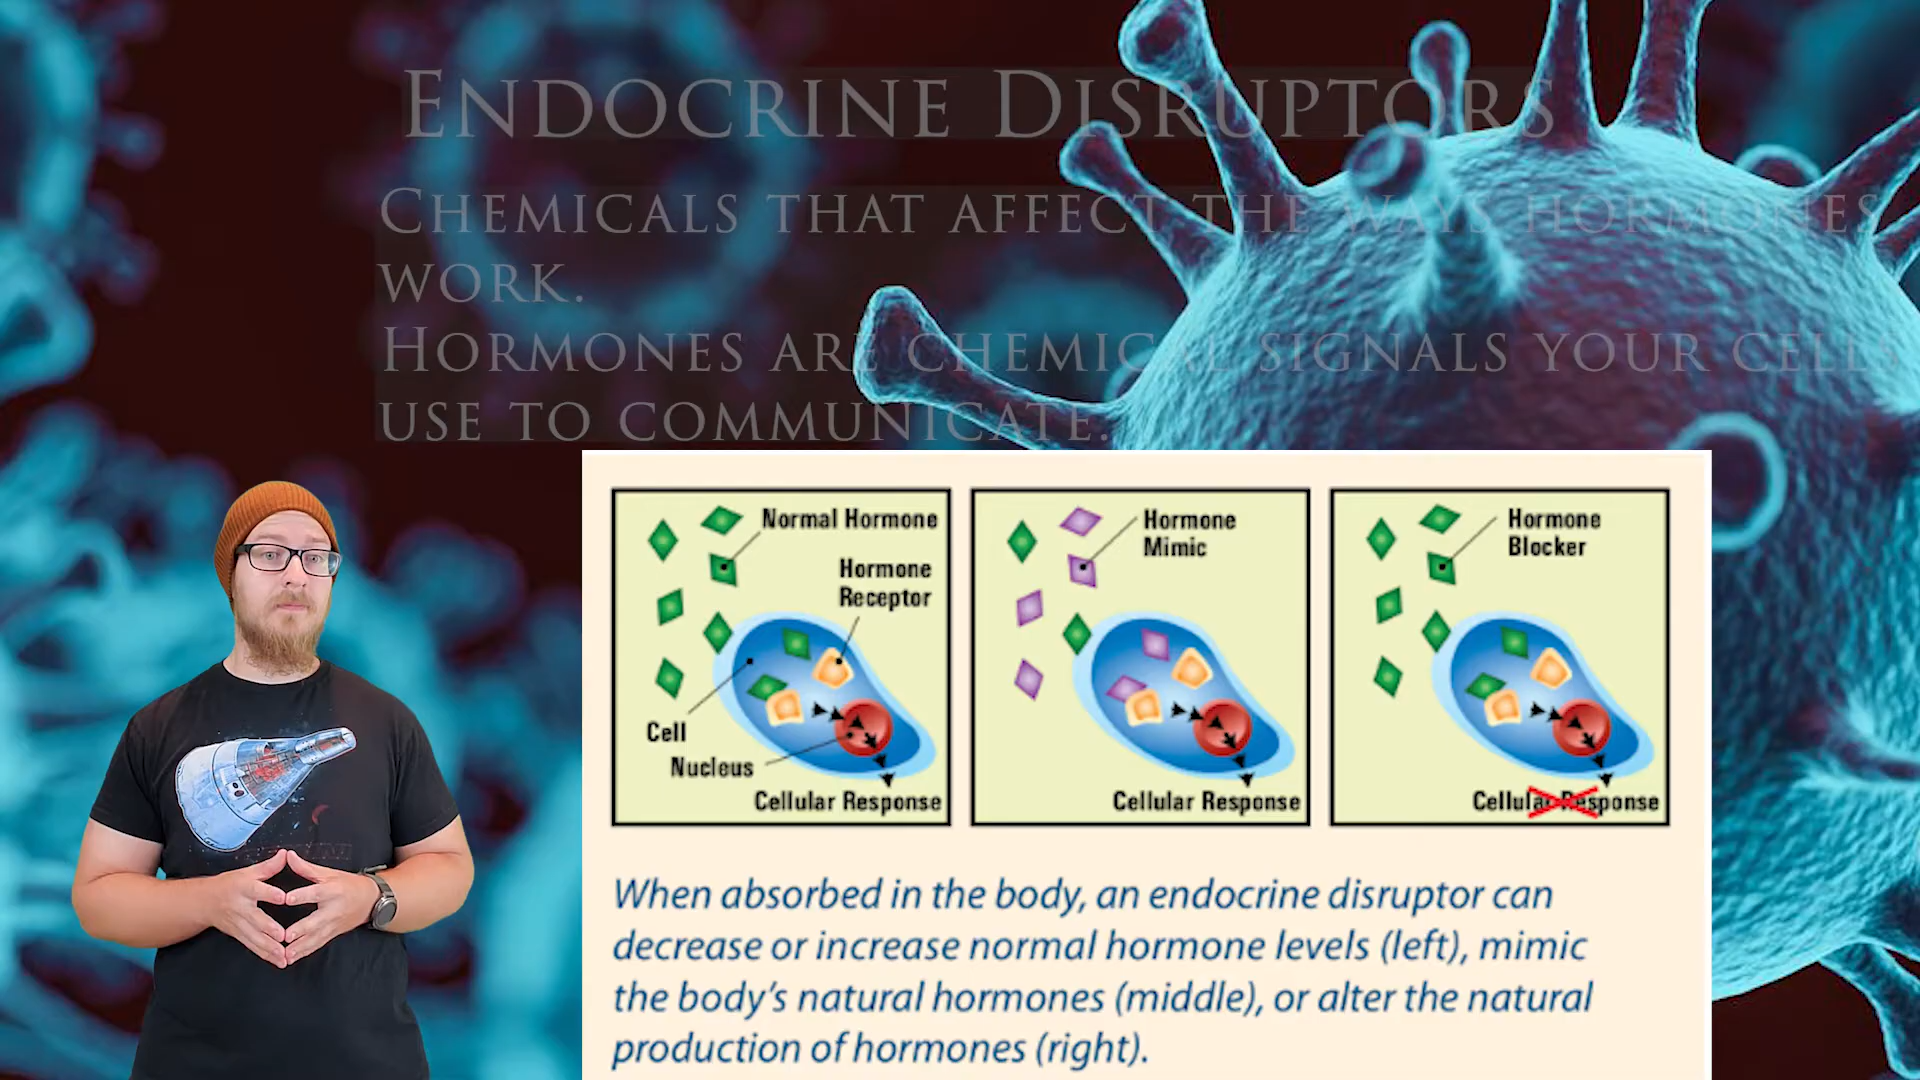 Endocrine Disruptors
Chemicals that affect the ways hormones
work.
Hormones are chemical signals your cells
use to communicate.
Normal Hormone
Hormone
Receptor
Cell
Nucleus
Cellular Response
Hormone
Mimic
Cellular Response
Hormone
Blocker
Cellular Response
When absorbed in the body, an endocrine disruptor can
decrease or increase normal hormone levels (left), mimic
the body's natural hormones (middle), or alter the natural
production of hormones (right).